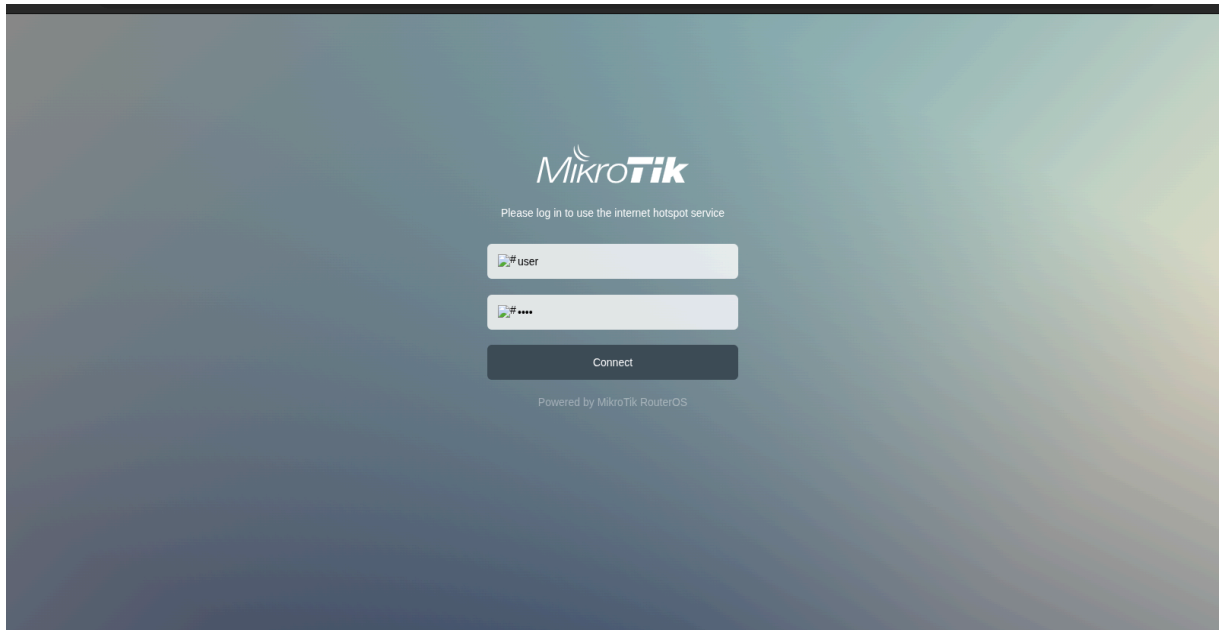 MikroTik
Please log in to use the internet hotspot service
# user
# ••••
Connect
Powered by MikroTik RouterOS